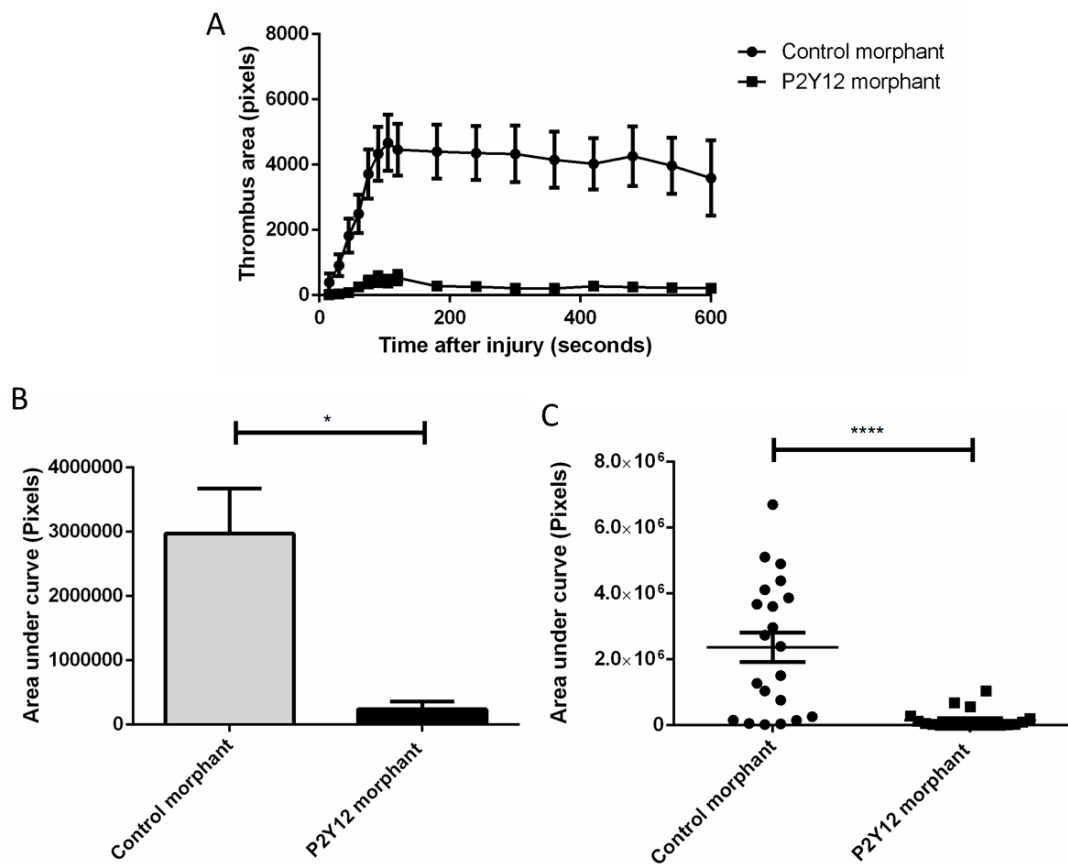 A
Thrombus area (pixels)
8000
6000
4000
2000
0
0
200
400
600
Time after injury (seconds)
Control morphant
P2Y12 morphant
B
*
Area under curve (Pixels)
4000000
3000000
2000000
1000000
0
Control morphant
P2Y12 morphant
C
****
Area under curve (Pixels)
8.0×10⁶
6.0×10⁶
4.0×10⁶
2.0×10⁶
0
Control morphant
P2Y12 morphant